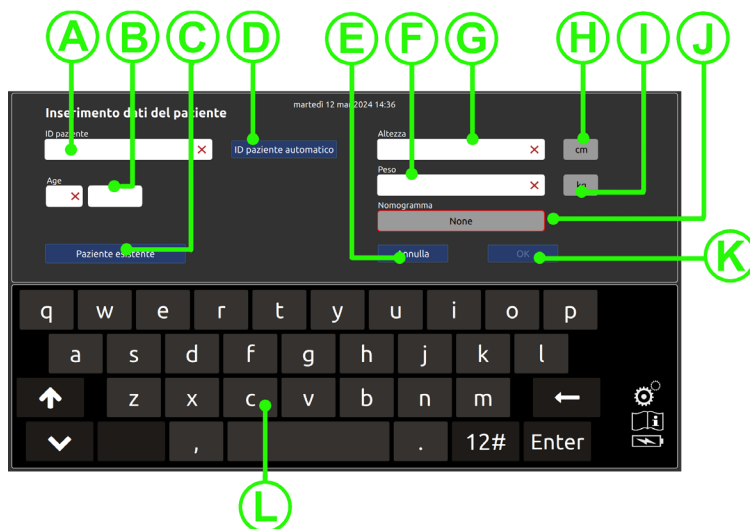 A B C D E F G H I J
martedì 12 mar 2024 14:36
Inserimento dati del paziente
ID paziente
ID paziente automatico
Altezza
cm
Age
Peso
kg
Nomogramma
None
Paziente esistente
Annulla
OK
K
q w e r t y u i o p
a s d f g h j k l
z x c v b n m
, . 12# Enter
L